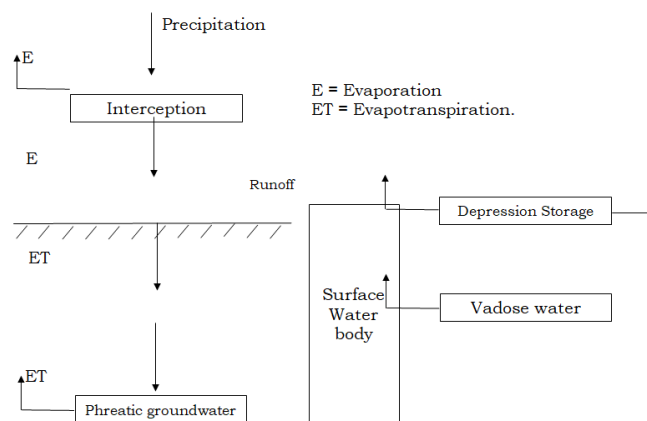 Precipitation
E
Interception
E = Evaporation
ET = Evapotranspiration.
E
Runoff
Depression Storage
ET
Surface
Water
body
Vadose water
ET
Phreatic groundwater